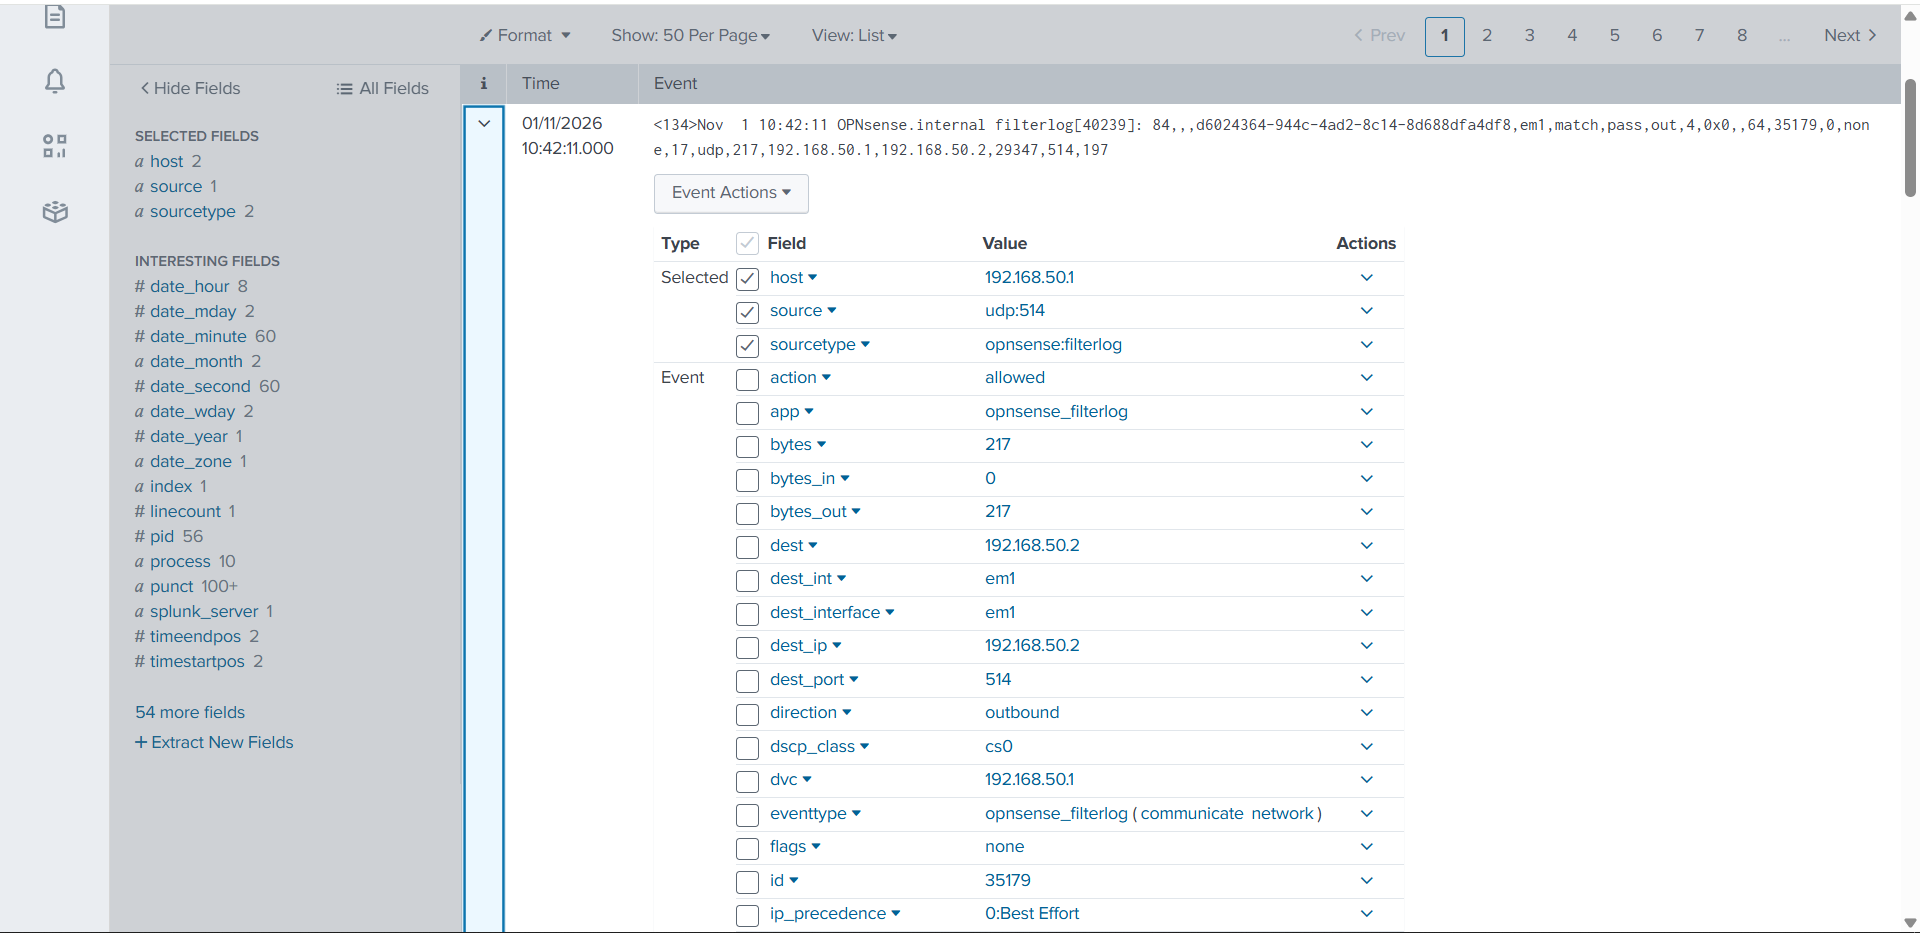 Format
Show: 50 Per Page
View: List
Prev 1 2 3 4 5 6 7 8 ... Next
Hide Fields
All Fields
SELECTED FIELDS
a host 2
a source 1
a sourcetype 2
INTERESTING FIELDS
# date_hour 8
# date_mday 2
# date_minute 60
a date_month 2
# date_second 60
a date_wday 2
# date_year 1
a date_zone 1
a index 1
# linecount 1
# pid 56
a process 10
a punct 100+
a splunk_server 1
# timeendpos 2
# timestartpos 2
54 more fields
+ Extract New Fields
i Time Event
01/11/2026
10:42:11.000
<134>Nov  1 10:42:11 OPNsense.internal filterlog[40239]: 84,,,d6024364-944c-4ad2-8c14-8d688dfa4df8,em1,match,pass,out,4,0x0,,64,35179,0,non
e,17,udp,217,192.168.50.1,192.168.50.2,29347,514,197
Event Actions
Type Field Value Actions
Selected host 192.168.50.1
source udp:514
sourcetype opnsense:filterlog
Event action allowed
app opnsense_filterlog
bytes 217
bytes_in 0
bytes_out 217
dest 192.168.50.2
dest_int em1
dest_interface em1
dest_ip 192.168.50.2
dest_port 514
direction outbound
dscp_class cs0
dvc 192.168.50.1
eventtype opnsense_filterlog ( communicate network )
flags none
id 35179
ip_precedence 0:Best Effort